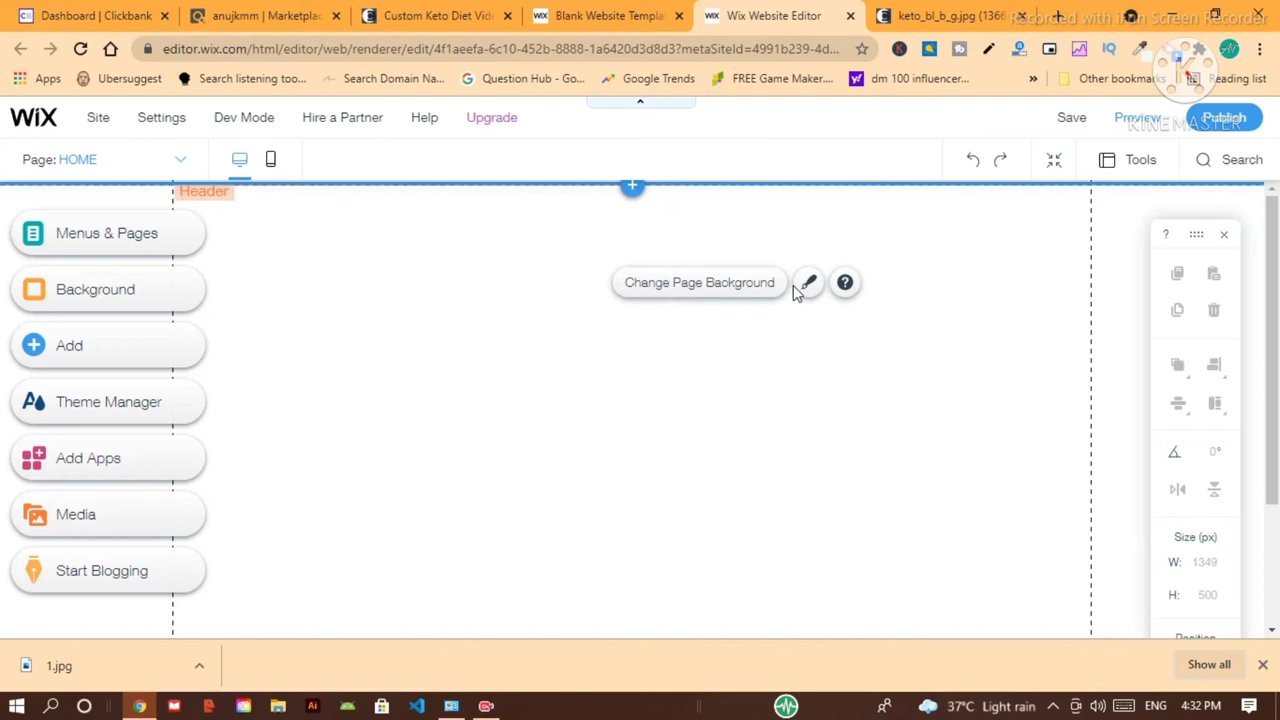 Dashboard | Clickbank
anujkmm | Marketplac
Custom Keto Diet Vide
Blank Website Templa
Wix Website Editor
keto_bl_b_g.jpg (1366
Recorded with iFun Screen Recorder
editor.wix.com/html/editor/web/renderer/edit/4f1aeefa-6c10-452b-8888-1a6420d3d8d3?metaSiteId=4991b239-4d...
Apps
Ubersuggest
Search listening too...
Search Domain Na...
Question Hub - Go...
Google Trends
FREE Game Maker....
dm 100 influencer...
Other bookmarks
Reading list
WiX
Site
Settings
Dev Mode
Hire a Partner
Help
Upgrade
Save
Preview
Publish
KINEMASTER
Page: HOME
Tools
Search
Header
Menus & Pages
Background
Add
Theme Manager
Add Apps
Media
Start Blogging
Change Page Background
?
?
0°
Size (px)
W: 1349
H: 500
Position
1.jpg
Show all
37°C Light rain
ENG
4:32 PM